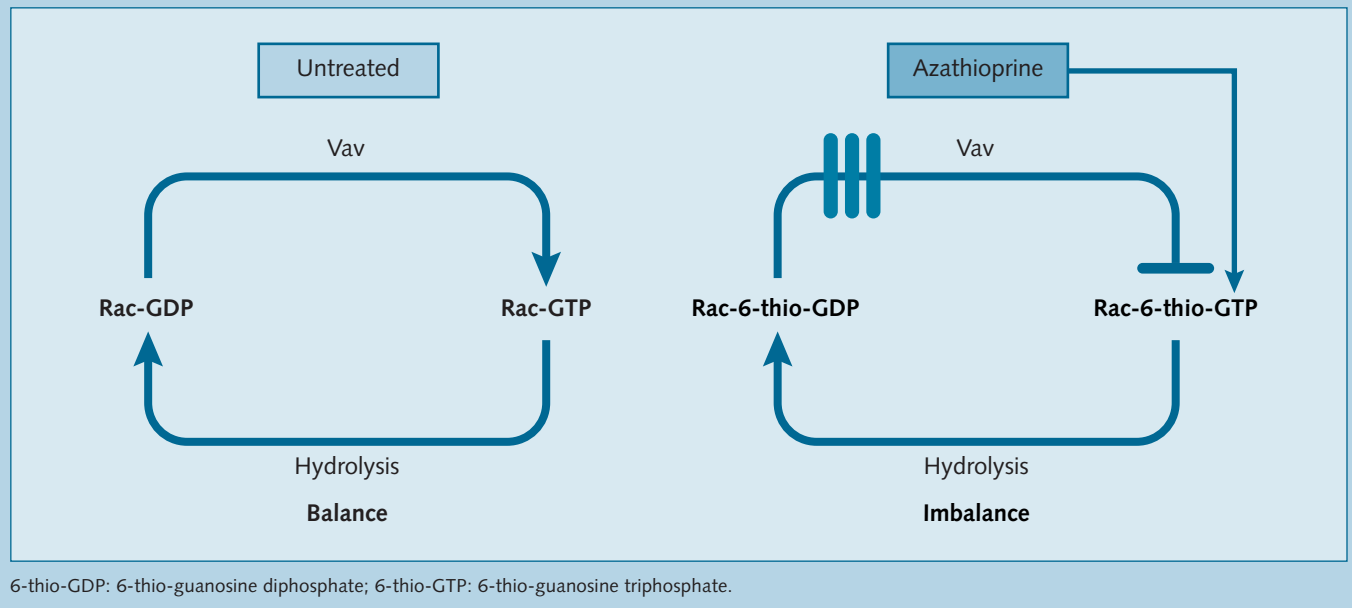 Untreated
Vav
Rac-GDP
Rac-GTP
Hydrolysis
Balance
Azathioprine
Vav
Rac-6-thio-GDP
Rac-6-thio-GTP
Hydrolysis
Imbalance
6-thio-GDP: 6-thio-guanosine diphosphate; 6-thio-GTP: 6-thio-guanosine triphosphate.